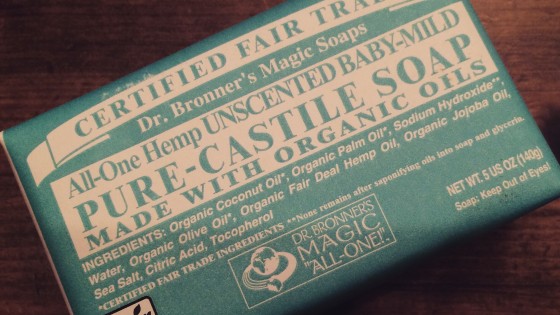 CERTIFIED FAIR TRA
Dr. Bronner's Magic Soaps
All-One Hemp UNSCENTED BABY-MILD
PURE-CASTILE SOAP
MADE WITH ORGANIC OILS
INGREDIENTS: Organic Coconut Oil*, Organic Palm Oil*, Sodium Hydroxide**,
Water, Organic Olive Oil*, Organic Fair Deal Hemp Oil, Organic Jojoba Oil,
Sea Salt, Citric Acid, Tocopherol
*CERTIFIED FAIR TRADE INGREDIENTS **None remains after saponifying oils into soap and glycerin.
DR. BRONNER'S
MAGIC
"ALL-ONE!"
NET WT. 5 US OZ (140g)
Soap: Keep Out of Eyes!